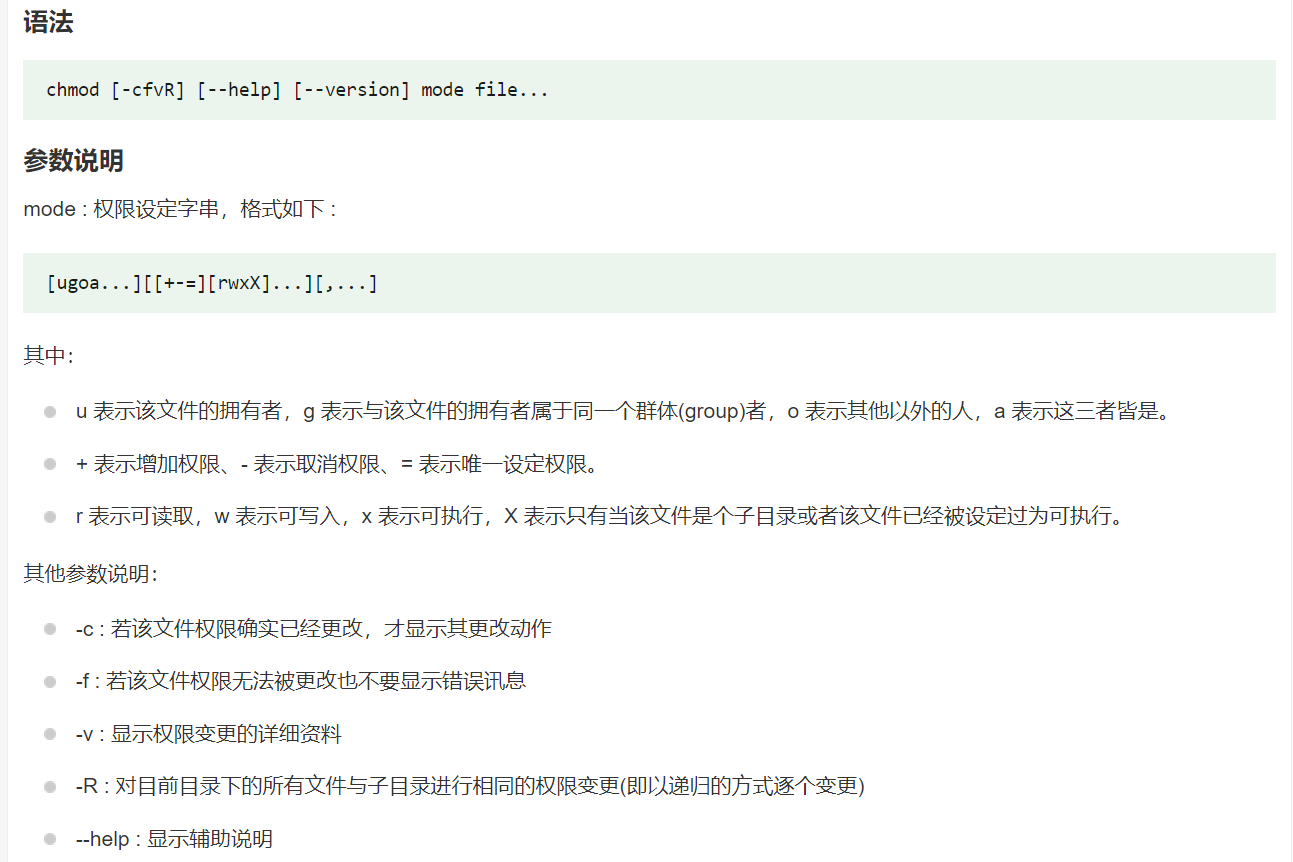 语法
chmod [-cfvR] [--help] [--version] mode file...
参数说明
mode : 权限设定字串，格式如下 :
[ugoa...][[+-=][rwxX]...][,...]
其中：
u 表示该文件的拥有者，g 表示与该文件的拥有者属于同一个群体(group)者，o 表示其他以外的人，a 表示这三者皆是。
+ 表示增加权限、- 表示取消权限、= 表示唯一设定权限。
r 表示可读取，w 表示可写入，x 表示可执行，X 表示只有当该文件是个子目录或者该文件已经被设定过为可执行。
其他参数说明：
-c : 若该文件权限确实已经更改，才显示其更改动作
-f : 若该文件权限无法被更改也不要显示错误讯息
-v : 显示权限变更的详细资料
-R : 对目前目录下的所有文件与子目录进行相同的权限变更(即以递归的方式逐个变更)
--help : 显示辅助说明